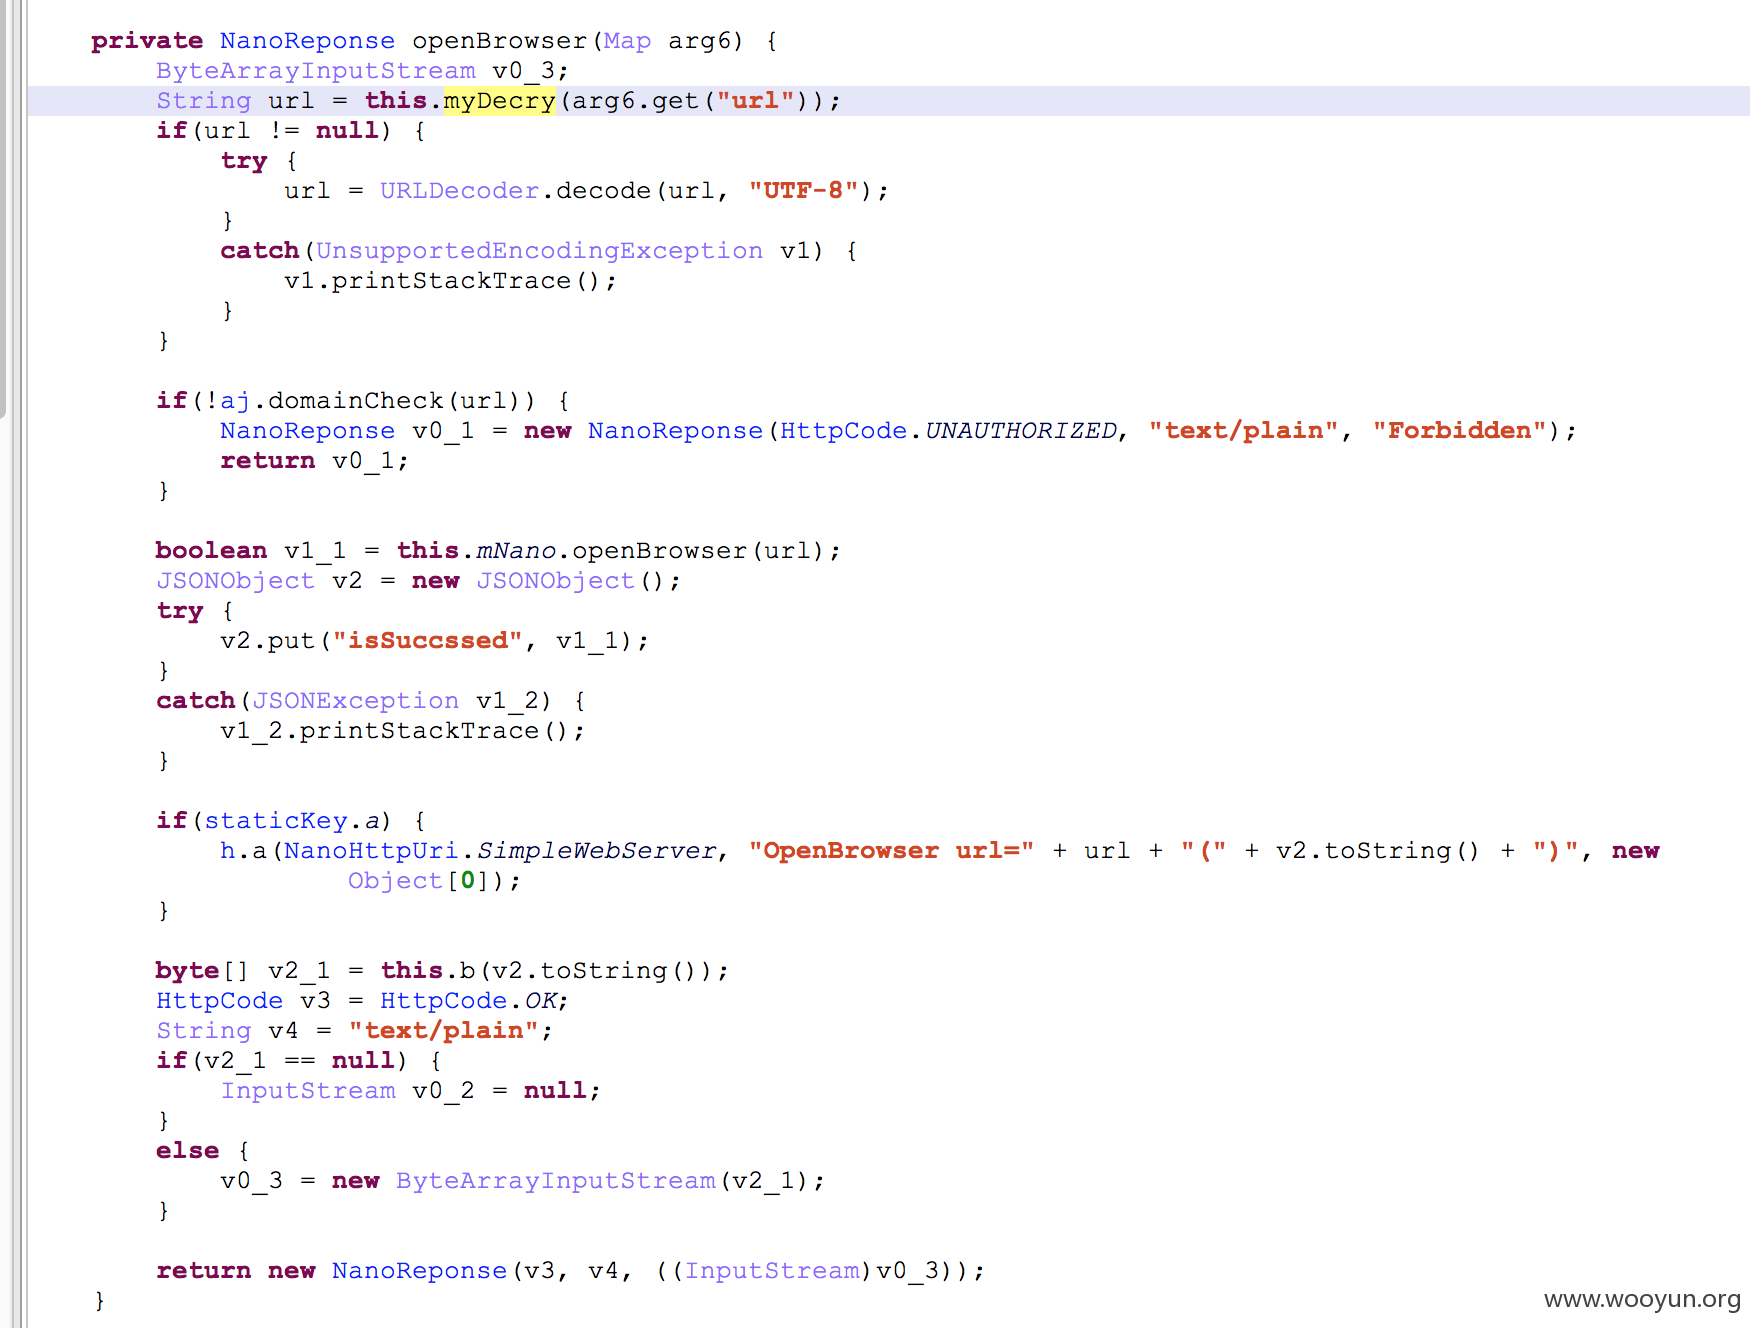 private NanoReponse openBrowser(Map arg6) {
ByteArrayInputStream v0_3;
String url = this.myDecry(arg6.get("url"));
if(url != null) {
try {
url = URLDecoder.decode(url, "UTF-8");
}
catch(UnsupportedEncodingException v1) {
v1.printStackTrace();
}
}
if(!aj.domainCheck(url)) {
NanoReponse v0_1 = new NanoReponse(HttpCode.UNAUTHORIZED, "text/plain", "Forbidden");
return v0_1;
}
boolean v1_1 = this.mNano.openBrowser(url);
JSONObject v2 = new JSONObject();
try {
v2.put("isSuccssed", v1_1);
}
catch(JSONException v1_2) {
v1_2.printStackTrace();
}
if(staticKey.a) {
h.a(NanoHttpUri.SimpleWebServer, "OpenBrowser url=" + url + "(" + v2.toString() + ")", new
Object[0]);
}
byte[] v2_1 = this.b(v2.toString());
HttpCode v3 = HttpCode.OK;
String v4 = "text/plain";
if(v2_1 == null) {
InputStream v0_2 = null;
}
else {
v0_3 = new ByteArrayInputStream(v2_1);
}
return new NanoReponse(v3, v4, ((InputStream)v0_3));
}
www.wooyun.org